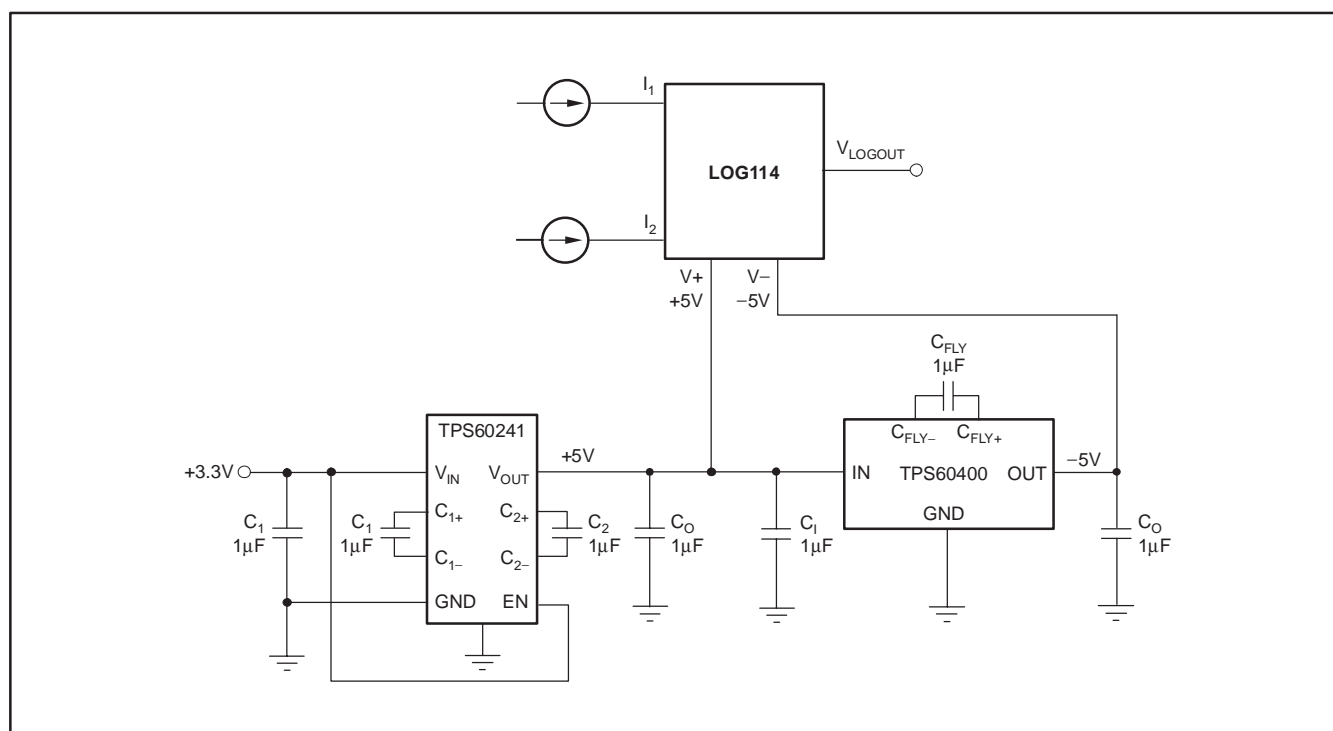 I1
LOG114
VLOGOUT
I2
V+
+5V
V−
−5V
CFLY
1μF
CFLY−
CFLY+
IN
TPS60400
OUT
GND
−5V
CO
1μF
TPS60241
+3.3V
VIN
VOUT
+5V
C1
1μF
C1
1μF
C1+
C1−
C2+
C2−
C2
1μF
CO
1μF
CI
1μF
GND
EN